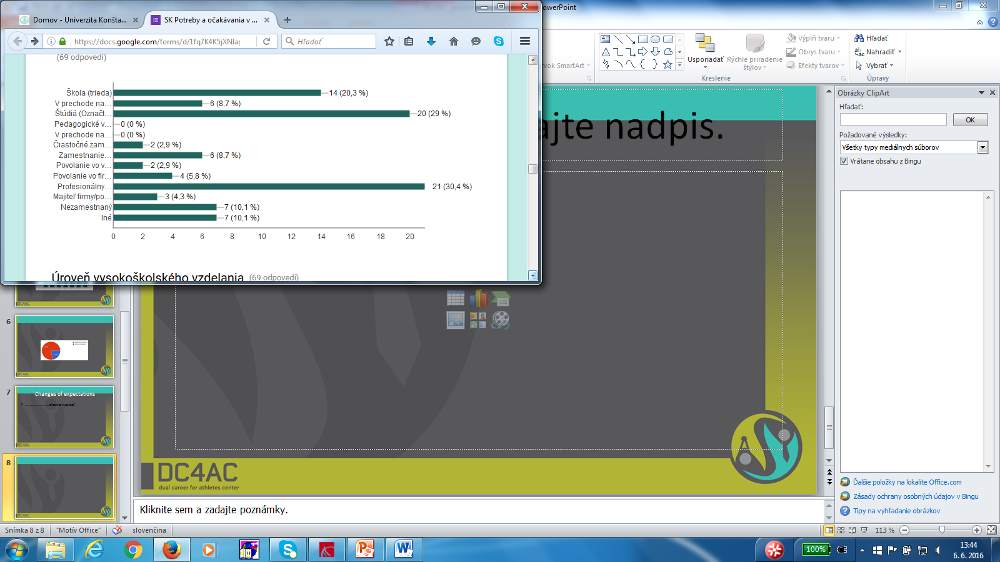 Domov - Univerzita Konšta...
SK Potreby a očakávania v ...
PowerPoint
https://docs.google.com/forms/d/1fq7K4K5jXNlag
Hľadať
(69 odpovedí)
Škola (trieda) 14 (20,3 %)
V prechode na... 6 (8,7 %)
Štúdiá (Označt... 20 (29 %)
Pedagogické v... 0 (0 %)
V prechode na... 0 (0 %)
Čiastočné zam... 2 (2,9 %)
Zamestnanie... 6 (8,7 %)
Povolanie vo v... 2 (2,9 %)
Povolanie vo fir... 4 (5,8 %)
Profesionálny... 21 (30,4 %)
Majiteľ firmy/po... 3 (4,3 %)
Nezamestnaný 7 (10,1 %)
Iné 7 (10,1 %)
0 2 4 6 8 10 12 14 16 18 20
Úroveň vysokoškolského vzdelania (69 odpovedí)
vok SmartArt
Usporiadať
Rýchle priradenie
štýlov
Výplň tvaru
Obrys tvaru
Efekty tvarov
Kreslenie
Hľadať
Nahradiť
Vybrať
Úpravy
ajte nadpis.
Obrázky ClipArt
Hľadať:
OK
Požadované výsledky:
Všetky typy mediálnych súborov
Vrátane obsahu z Bingu
Ďalšie položky na lokalite Office.com
Zásady ochrany osobných údajov v Bingu
Tipy na vyhľadanie obrázkov
6
DC4AC
7
Changes of expectations
slovne vypísať
DC4AC
8
DC4AC
DC4AC
dual career for athletes center
Kliknite sem a zadajte poznámky.
Snímka 8 z 8
"Motív Office"
slovenčina
113 %
100%
13:44
6. 6. 2016